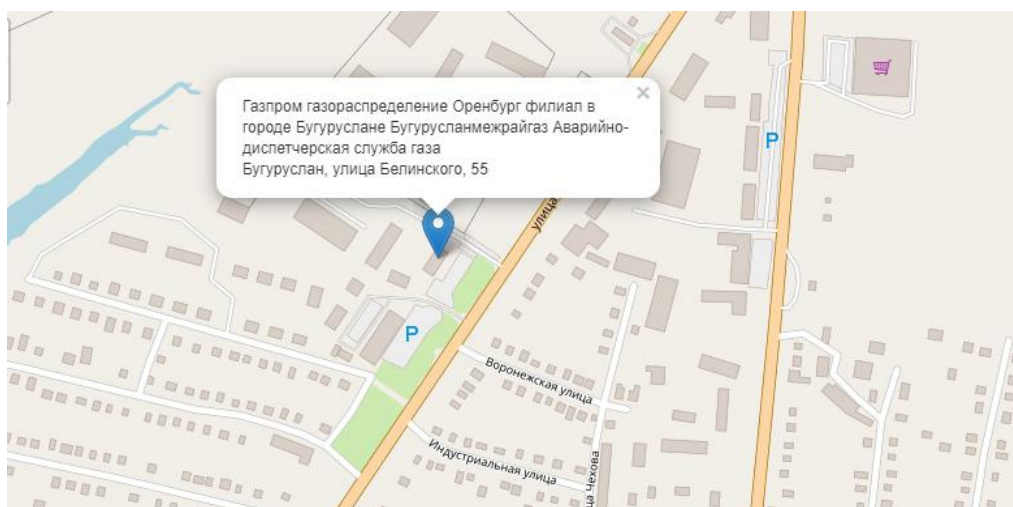 Газпром газораспределение Оренбург филиал в
городе Бугуруслане Бугурусланмежрайгаз Аварийно-
диспетчерская служба газа
Бугуруслан, улица Белинского, 55
×
P
улица
P
Воронежская улица
Индустриальная улица
ца Чехова